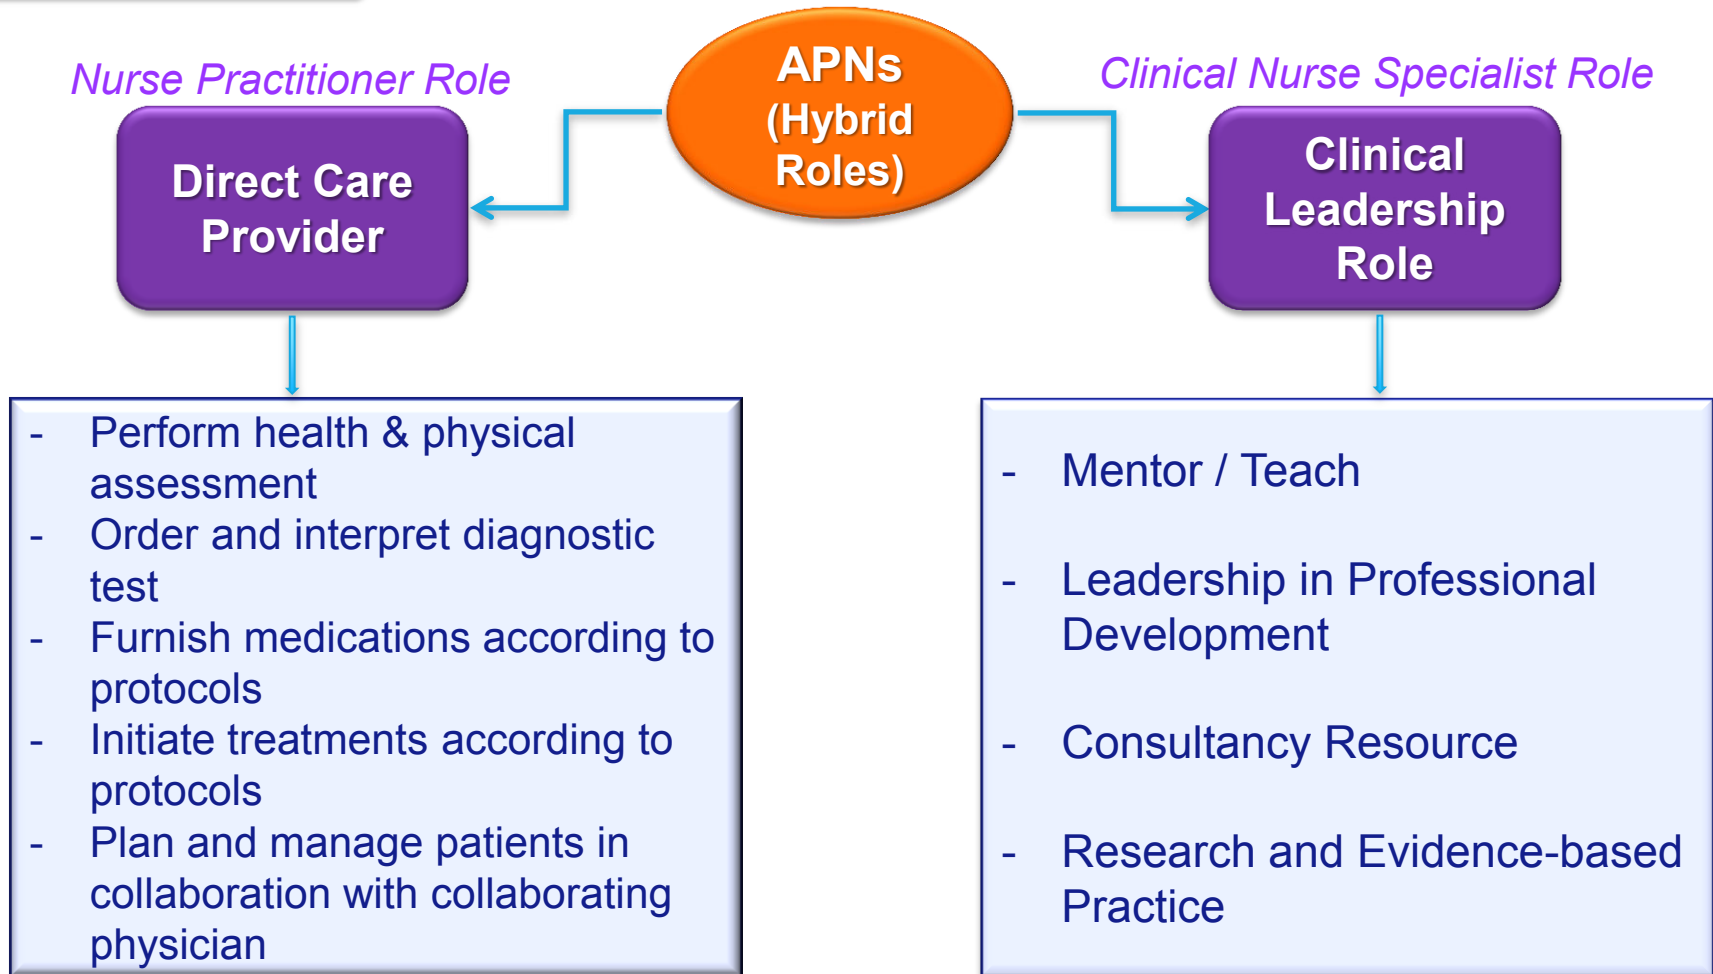 APNs
(Hybrid
Roles)
Nurse Practitioner Role
Direct Care
Provider
- Perform health & physical
assessment
- Order and interpret diagnostic
test
- Furnish medications according to
protocols
- Initiate treatments according to
protocols
- Plan and manage patients in
collaboration with collaborating
physician
Clinical Nurse Specialist Role
Clinical
Leadership
Role
- Mentor / Teach
- Leadership in Professional
Development
- Consultancy Resource
- Research and Evidence-based
Practice